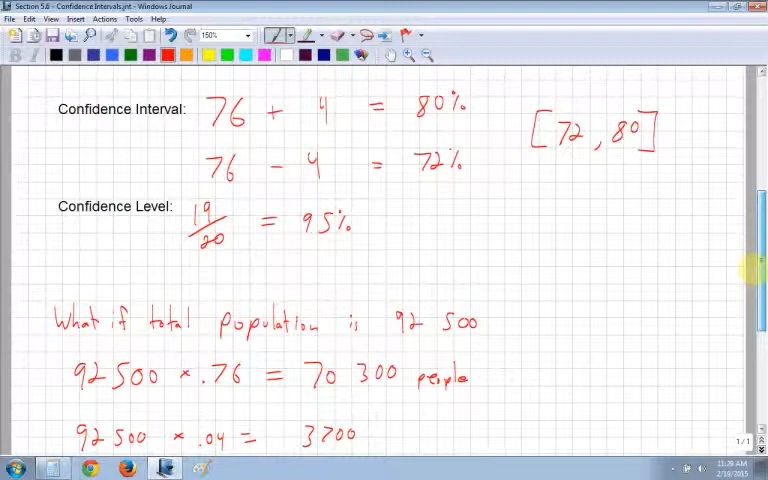 Section 5.6 - Confidence Intervals.jnt - Windows Journal
File Edit View Insert Actions Tools Help
150%
B I
Confidence Interval: 76 + 4 = 80%
[72, 80]
76 - 4 = 72%
Confidence Level: 19/20 = 95%
What if total population is 92 500
92 500 × .76 = 70 300 people
92 500 × .04 = 3700
1 / 1
11:29 AM
2/19/2015